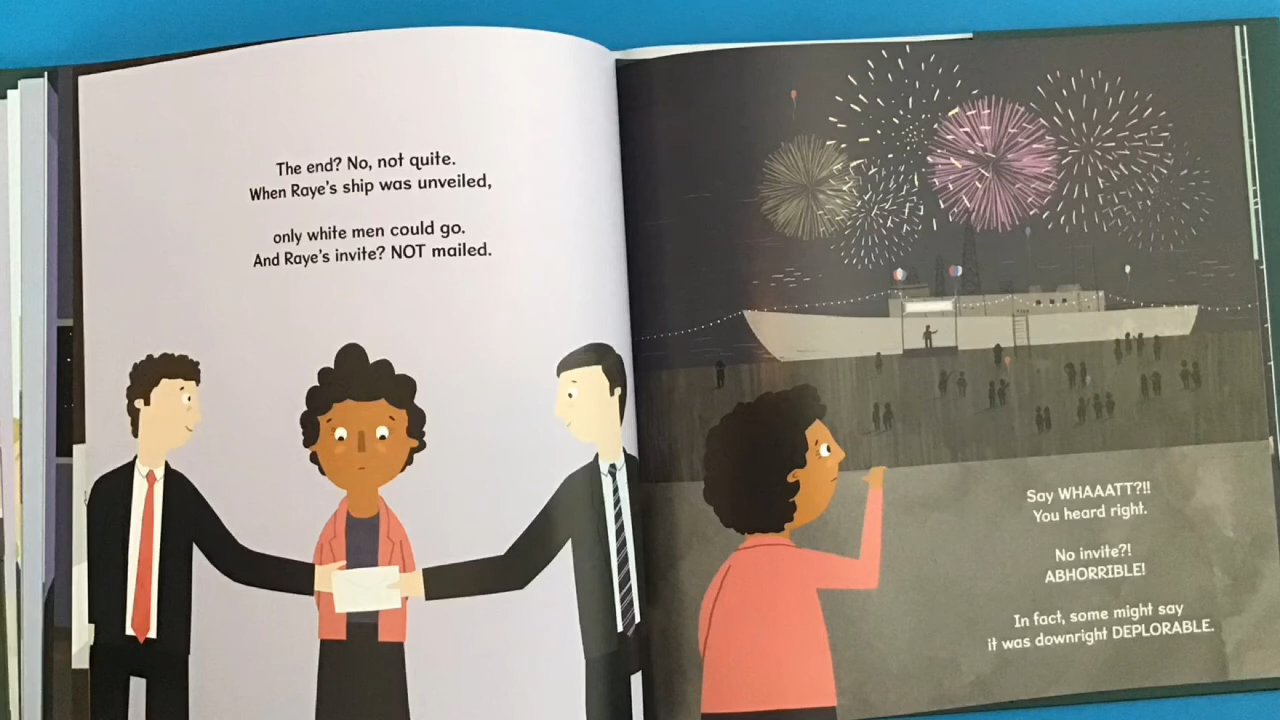 The end? No, not quite.
When Raye's ship was unveiled,
only white men could go.
And Raye's invite? NOT mailed.
Say WHAAATT?!!
You heard right.
No invite?!
ABHORRIBLE!
In fact, some might say
it was downright DEPLORABLE.